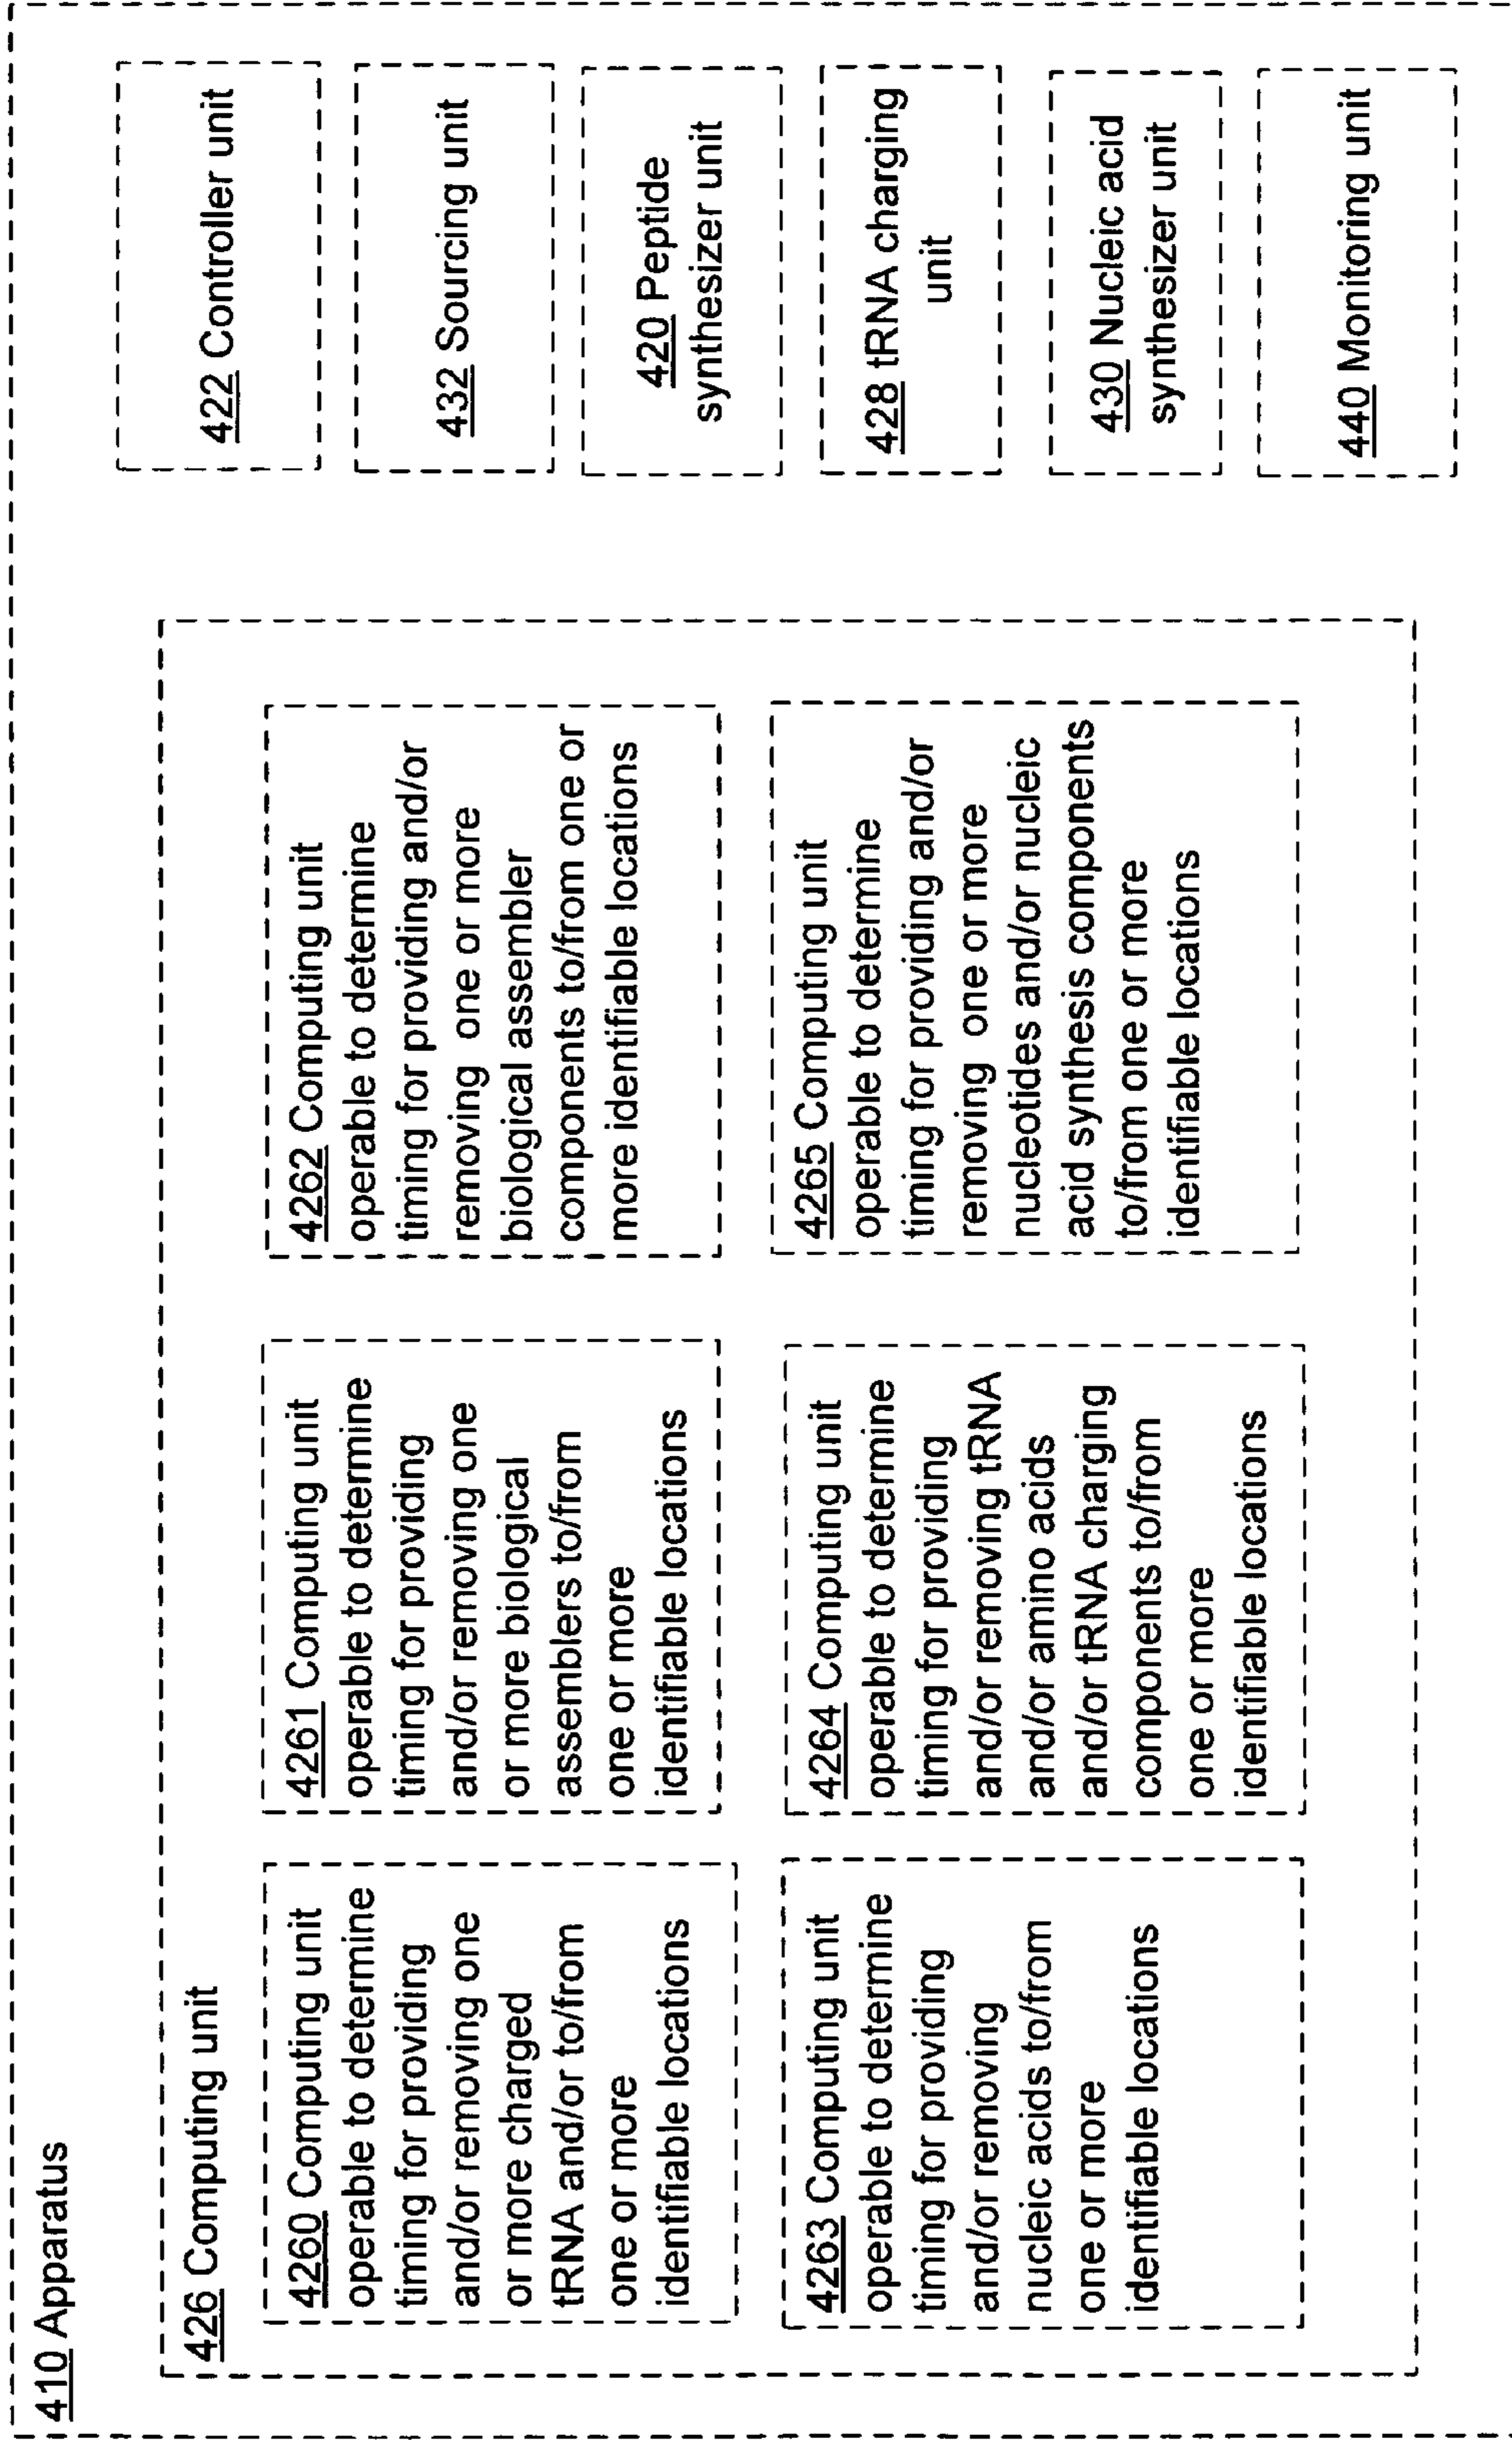 410 Apparatus
426 Computing unit
4260 Computing unit
operable to determine
timing for providing
and/or removing one
or more charged
tRNA and/or to/from
one or more
identifiable locations
4261 Computing unit
operable to determine
timing for providing
and/or removing one
or more biological
assemblers to/from
one or more
identifiable locations
4262 Computing unit
operable to determine
timing for providing and/or
removing one or more
biological assembler
components to/from one or
more identifiable locations
4263 Computing unit
operable to determine
timing for providing
and/or removing
nucleic acids to/from
one or more
identifiable locations
4264 Computing unit
operable to determine
timing for providing
and/or removing tRNA
and/or amino acids
and/or tRNA charging
components to/from
one or more
identifiable locations
4265 Computing unit
operable to determine
timing for providing and/or
removing one or more
nucleotides and/or nucleic
acid synthesis components
to/from one or more
identifiable locations
422 Controller unit
432 Sourcing unit
420 Peptide
synthesizer unit
428 tRNA charging
unit
430 Nucleic acid
synthesizer unit
440 Monitoring unit